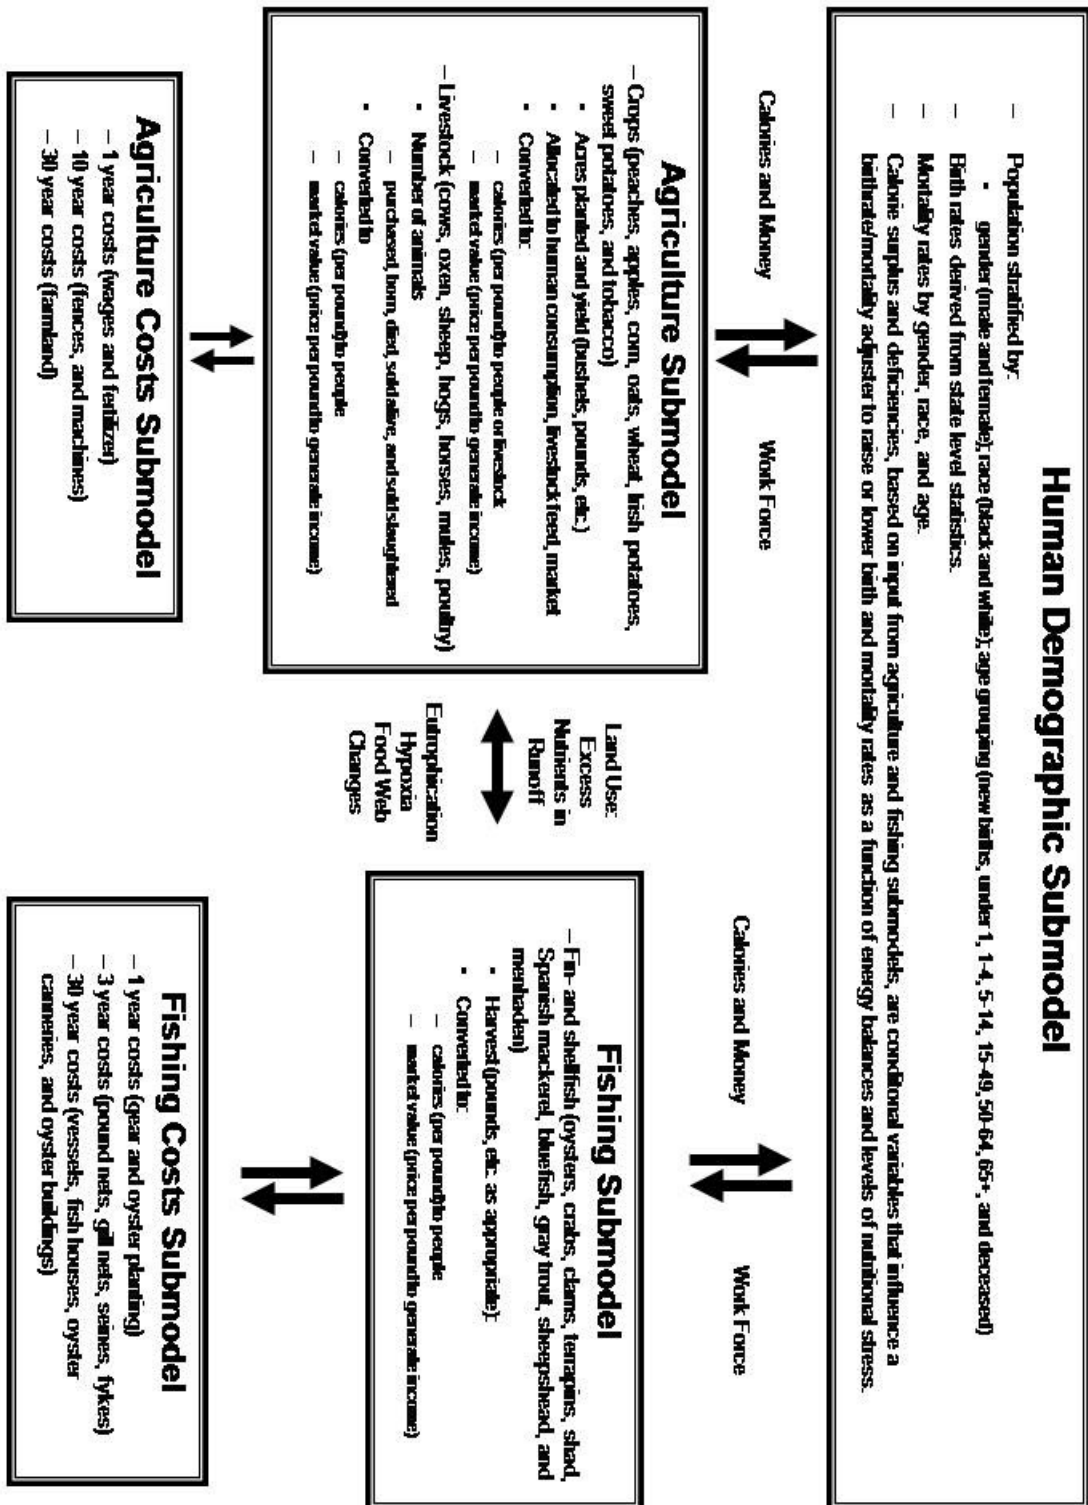 Human Demographic Submodel
– Population stratified by:
• gender (male and female); race (black and while); age grouping (new births, under 1, 1-4, 5-14, 15-49, 50-64, 65+, and deceased)
– Birth rates derived from state level statistics.
– Mortality rates by gender, race, and age.
– Calorie surplus and deficiencies, based on input from agriculture and fishing submodels, are conditional variables that influence a
birthrate/mortality adjuster to raise or lower birth and mortality rates as a function of energy balances and levels of nutritional stress.
Calories and Money
Work Force
Calories and Money
Work Force
Agriculture Submodel
– Crops (peaches, apples, corn, oats, wheat, Irish potatoes,
sweet potatoes, and tobacco)
• Acres planted and yield (bushels, pounds, etc.)
• Allocated to human consumption, livestock feed, market
• Converted to:
– calories (per pound) to people or livestock
– market value (price per pound to generate income)
– Livestock (cows, oxen, sheep, hogs, horses, mules, poultry)
• Number of animals
– purchased, born, died, sold alive, and sold slaughtered
• Converted to
– calories (per pound) to people
– market value (price per pound to generate income)
Land Use:
Excess
Nutrients in
Runoff
Eutrophication
Hypoxia
Food Web
Changes
Fishing Submodel
– Fin- and shellfish (oysters, crabs, clams, terrapins, shad,
Spanish mackerel, bluefish, gray trout, sheepshead, and
menhaden)
• Harvest (pounds, etc. as appropriate):
• Converted to:
– calories (per pound) to people
– market value (price per pound to generate income)
Agriculture Costs Submodel
– 1 year costs (wages and fertilizer)
– 10 year costs (fences, and machines)
– 30 year costs (farmland)
Fishing Costs Submodel
– 1 year costs (gear and oyster planting)
– 3 year costs (pound nets, gill nets, seines, fykes)
– 30 year costs (vessels, fish houses, oyster
canneries, and oyster buildings)